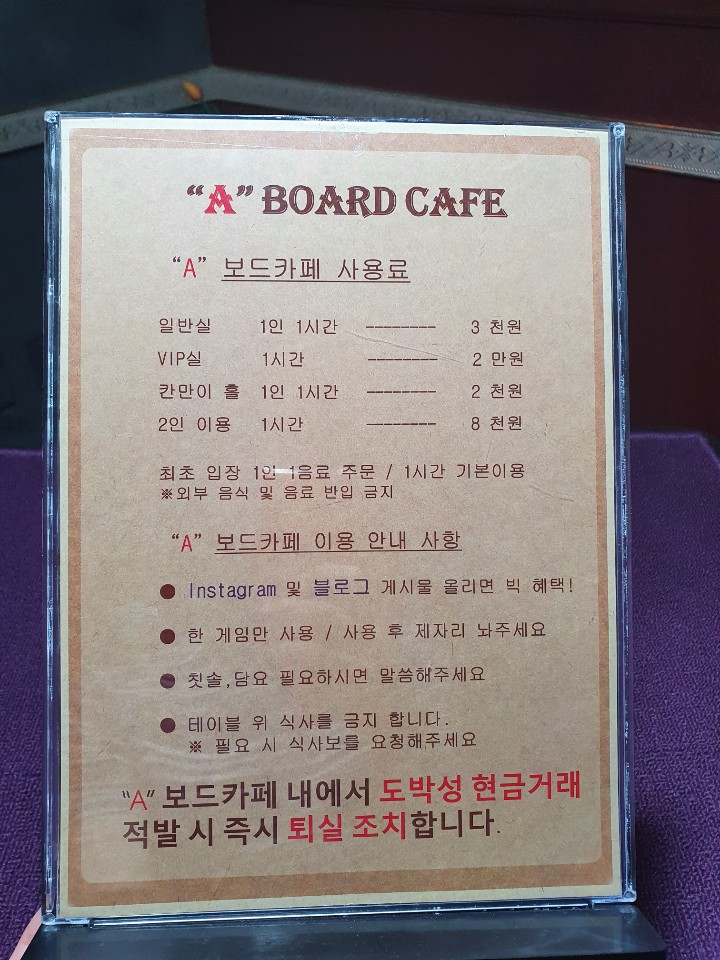 “A” BOARD CAFE
“A” 보드카페 사용료
일반실 1인 1시간 -------- 3 천원
VIP실 1시간 -------- 2 만원
칸만이 홀 1인 1시간 -------- 2 천원
2인 이용 1시간 -------- 8 천원
최초 입장 1인 1음료 주문 / 1시간 기본이용
※외부 음식 및 음료 반입 금지
“A” 보드카페 이용 안내 사항
● Instagram 및 블로그 게시물 올리면 빅 혜택!
● 한 게임만 사용 / 사용 후 제자리 놔주세요
● 칫솔,담요 필요하시면 말씀해주세요
● 테이블 위 식사를 금지 합니다.
※ 필요 시 식사보를 요청해주세요
“A” 보드카페 내에서 도박성 현금거래
적발 시 즉시 퇴실 조치합니다.